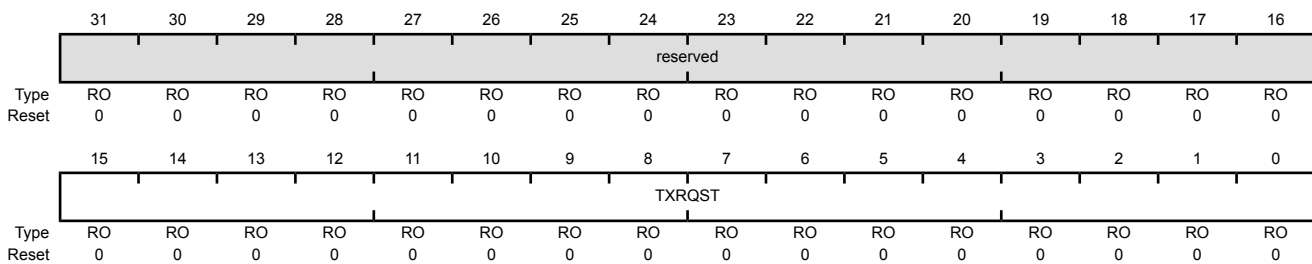 31 30 29 28 27 26 25 24 23 22 21 20 19 18 17 16
reserved
Type RO RO RO RO RO RO RO RO RO RO RO RO RO RO RO RO
Reset 0 0 0 0 0 0 0 0 0 0 0 0 0 0 0 0
15 14 13 12 11 10 9 8 7 6 5 4 3 2 1 0
TXRQST
Type RO RO RO RO RO RO RO RO RO RO RO RO RO RO RO RO
Reset 0 0 0 0 0 0 0 0 0 0 0 0 0 0 0 0